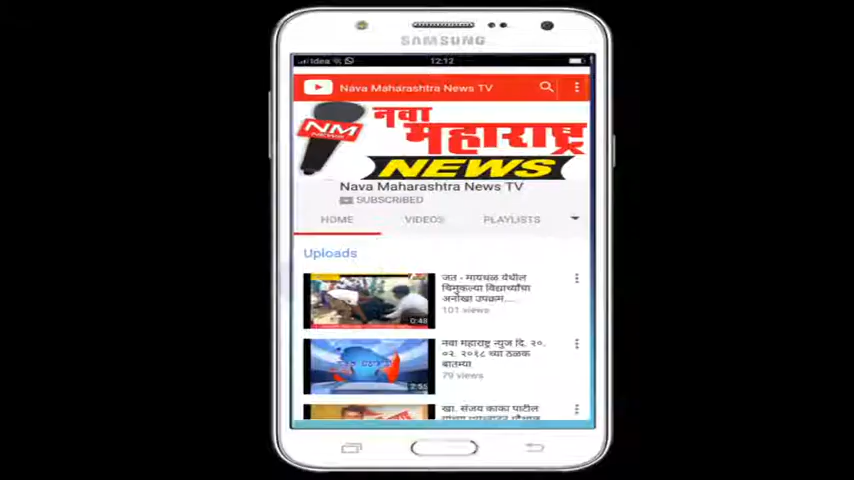 SAMSUNG
Idea
12:12
Nava Maharashtra News TV
नवा
महाराष्ट्र
NM
NEWS
Nava Maharashtra News TV
SUBSCRIBED
HOME
VIDEOS
PLAYLISTS
Uploads
जत - मायथळ येथील
चिमुकल्या विद्यार्थ्यांचा
अनोखा उपक्रम....
101 views
0:48
नवा महाराष्ट्र न्युज दि. २०.
०२. २०१८ च्या ठळक
बातम्या
79 views
2:55
खा. संजय काका पाटील